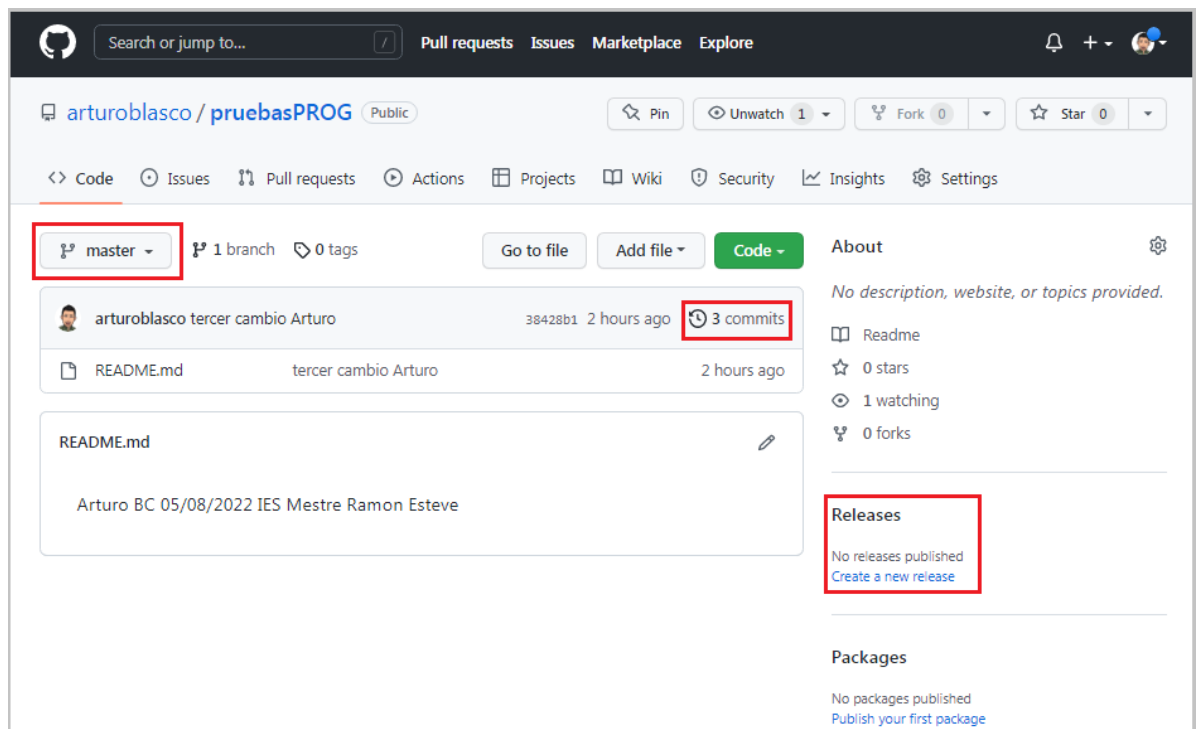 Search or jump to... /
Pull requests Issues Marketplace Explore
arturoblasco / pruebasPROG Public
Pin Unwatch 1 Fork 0 Star 0
Code Issues Pull requests Actions Projects Wiki Security Insights Settings
master 1 branch 0 tags Go to file Add file Code
arturoblasco tercer cambio Arturo 38428b1 2 hours ago 3 commits
README.md tercer cambio Arturo 2 hours ago
README.md
Arturo BC 05/08/2022 IES Mestre Ramon Esteve
About
No description, website, or topics provided.
Readme
0 stars
1 watching
0 forks
Releases
No releases published
Create a new release
Packages
No packages published
Publish your first package